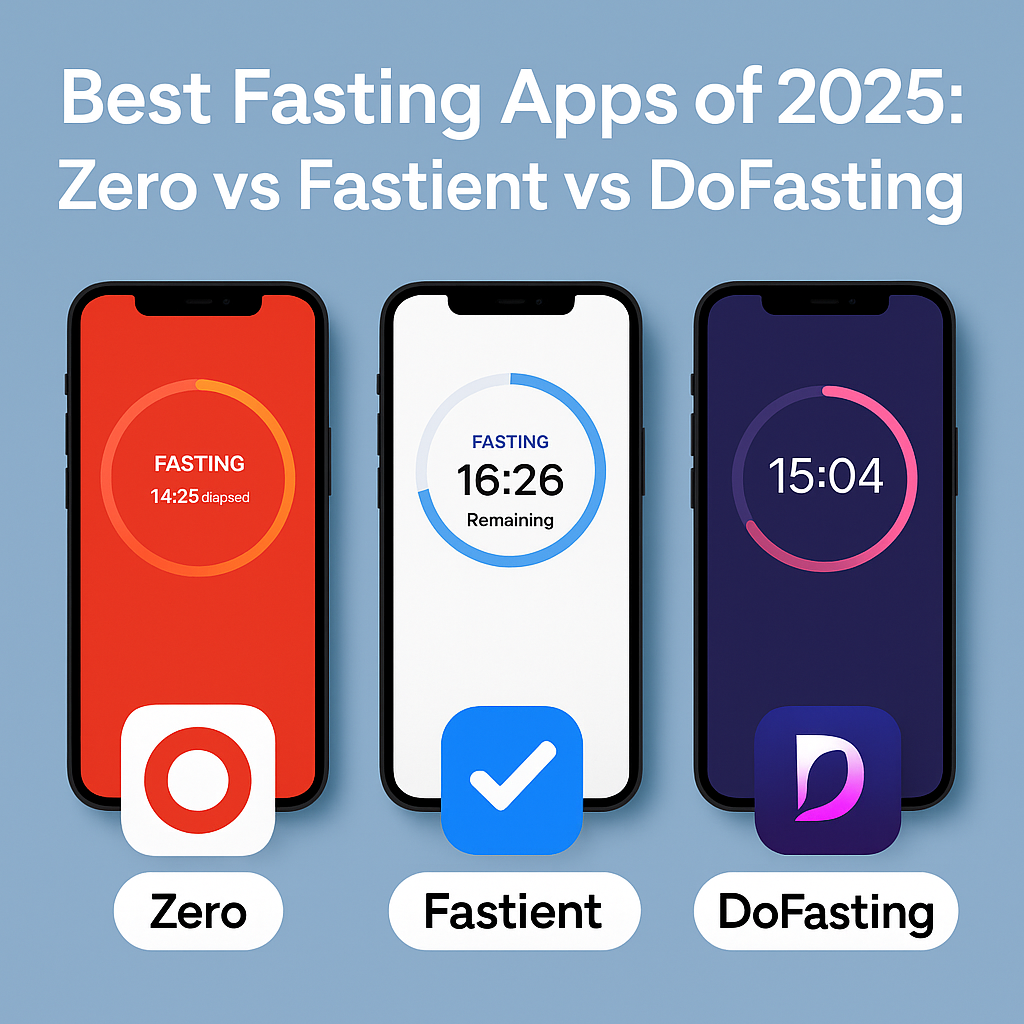 Best Fasting Apps of 2025:
Zero vs Fastient vs DoFasting
FASTING
14:25 diapsed
FASTING
16:26
Remaining
15:04
D
Zero
Fastient
DoFasting